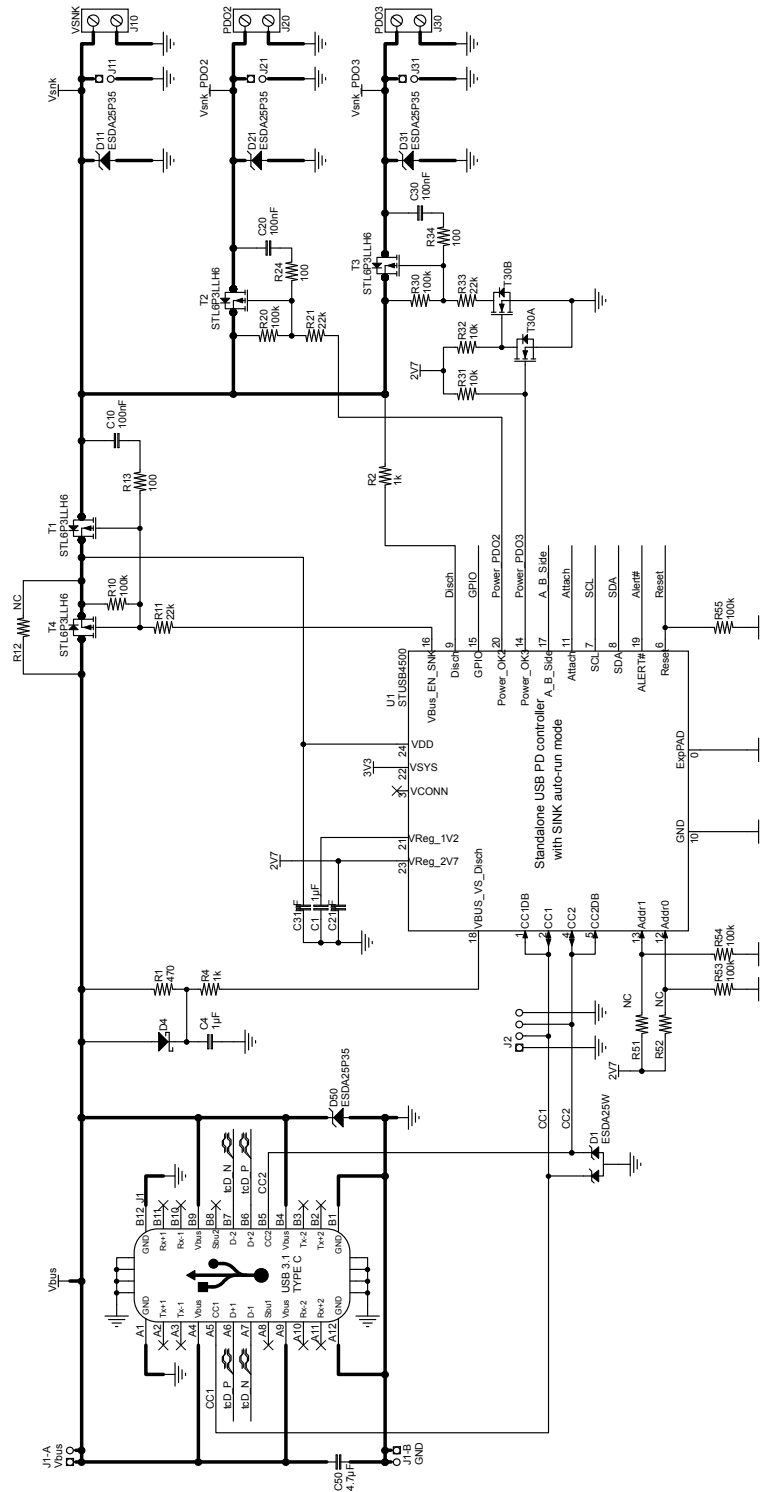 J1-A
Vbus
C50
4.7µF
J1-B
GND
Vbus
CC1
tcD_P
tcD_N
A1
A2
A3
A4
A5
A6
A7
A8
A9
A10
A11
A12
GND
Tx+1
Tx-1
Vbus
CC1
D+1
D-1
Sbu1
Vbus
Rx-2
Rx+2
GND
USB 3.1
TYPE C
GND
Rx+1
Rx-1
Vbus
Sbu2
D-2
D+2
CC2
Vbus
Tx-2
Tx+2
GND
B12
B11
B10
B9
B8
B7
B6
B5
B4
B3
B2
B1
J1
tcD_N
tcD_P
CC2
D50
ESDA25P35
D1
ESDA25W
CC1
CC2
J2
D4
C4
1µF
R1
470
R4
1k
2V7
R51
NC
R52
NC
R53
100k
R54
100k
C3
1µF
C1
1µF
C2
1µF
2V7
3V3
U1
STUSB4500
Standalone USB PD controller
with SINK auto-run mode
18
VBUS_VS_Disch
23
VReg_2V7
21
VReg_1V2
3
VCONN
22
VSYS
24
VDD
1
CC1DB
2
CC1
4
CC2
5
CC2DB
13
Addr1
12
Addr0
GND
10
ExpPAD
0
VBus_EN_SNK
16
Disch
9
GPIO
15
Power_OK2
20
Power_OK3
14
A_B_Side
17
Attach
11
SCL
7
SDA
8
ALERT#
19
Reset
6
Disch
GPIO
Power_PDO2
Power_PDO3
A_B_Side
Attach
SCL
SDA
Alert#
Reset
R55
100k
R12
NC
T4
STL6P3LLH6
R10
100k
R11
22k
T1
STL6P3LLH6
R13
100
C10
100nF
R2
1k
2V7
R31
10k
R32
10k
T30A
T30B
T2
STL6P3LLH6
R20
100k
R21
22k
R24
100
C20
100nF
T3
STL6P3LLH6
R30
100k
R33
22k
R34
100
C30
100nF
D11
ESDA25P35
D21
ESDA25P35
D31
ESDA25P35
Vsnk
J11
VSNK
J10
Vsnk_PDO2
J21
PDO2
J20
Vsnk_PDO3
J31
PDO3
J30